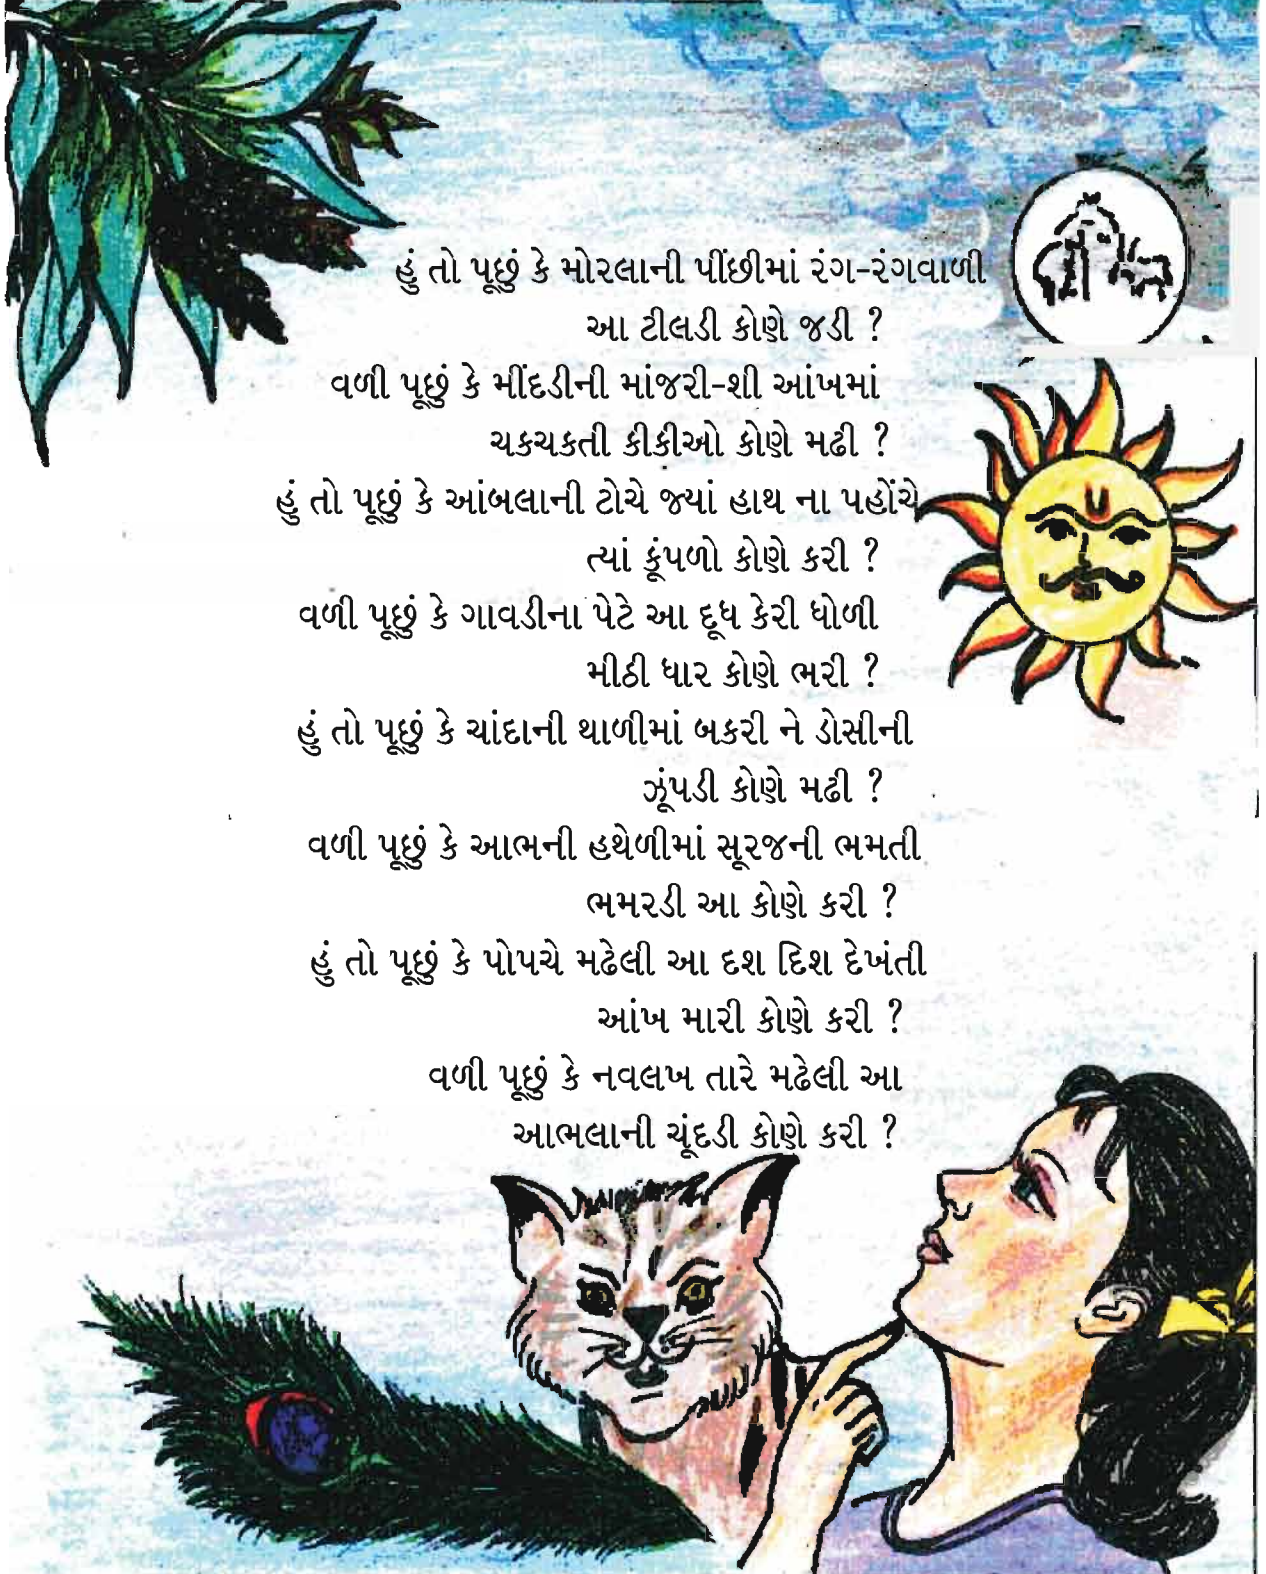 હું તો પૂછું કે મોરલાની પીંછીમાં રંગ-રંગવાળી
આ ટીલડી કોણે જડી ?
વળી પૂછું કે મીંદડીની માંજરી-શી આંખમાં
ચકચકતી કીકીઓ કોણે મઢી ?
હું તો પૂછું કે આંબલાની ટોચે જ્યાં હાથ ના પહોંચે
ત્યાં કૂંપળો કોણે કરી ?
વળી પૂછું કે ગાવડીના પેટે આ દૂધ કેરી ધોળી
મીઠી ધાર કોણે ભરી ?
હું તો પૂછું કે ચાંદાની થાળીમાં બકરી ને ડોસીની
ઝૂંપડી કોણે મઢી ?
વળી પૂછું કે આભની હથેળીમાં સૂરજની ભમતી
ભમરડી આ કોણે કરી ?
હું તો પૂછું કે પોપચે મઢેલી આ દશ દિશ દેખંતી
આંખ મારી કોણે કરી ?
વળી પૂછું કે નવલખ તારે મઢેલી આ
આભલાની ચૂંદડી કોણે કરી ?